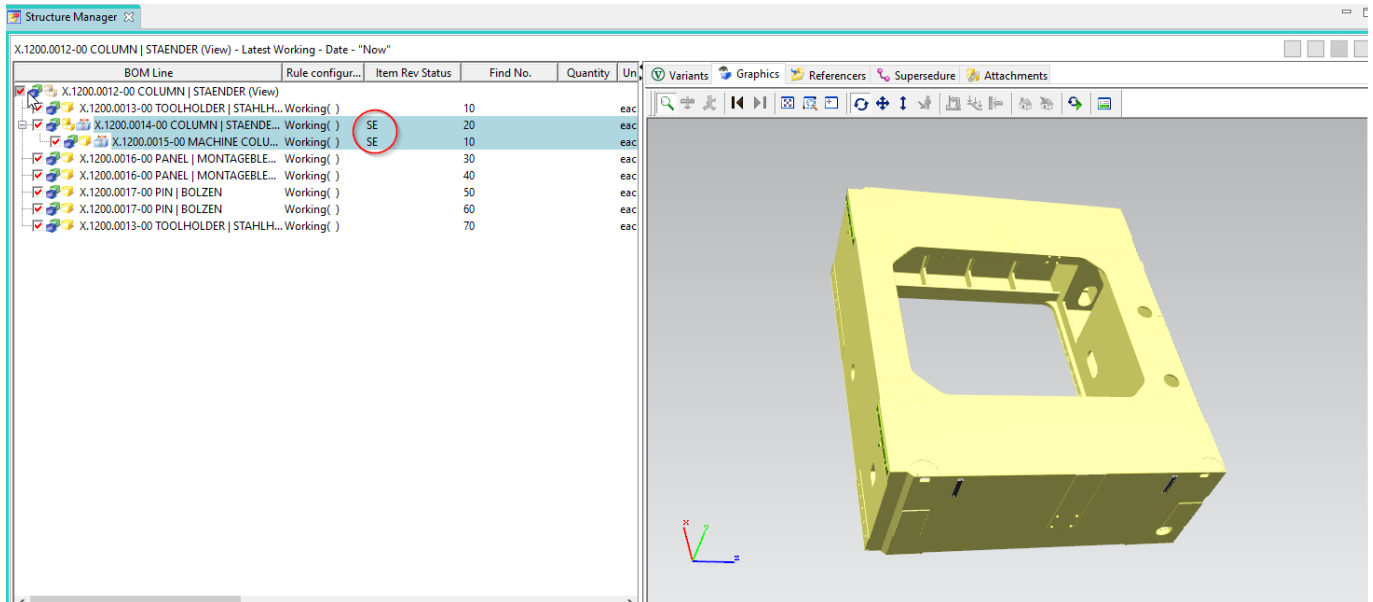 Structure Manager
X.1200.0012-00 COLUMN | STAENDER (View) - Latest Working - Date - "Now"
BOM Line Rule configur... Item Rev Status Find No. Quantity Un
Variants Graphics Referencers Supersedure Attachments
X.1200.0012-00 COLUMN | STAENDER (View)
X.1200.0013-00 TOOLHOLDER | STAHLH... Working( ) 10 eac
X.1200.0014-00 COLUMN | STAENDE... Working( ) SE 20 eac
X.1200.0015-00 MACHINE COLU... Working( ) SE 10 eac
X.1200.0016-00 PANEL | MONTAGEBLE... Working( ) 30 eac
X.1200.0016-00 PANEL | MONTAGEBLE... Working( ) 40 eac
X.1200.0017-00 PIN | BOLZEN Working( ) 50 eac
X.1200.0017-00 PIN | BOLZEN Working( ) 60 eac
X.1200.0013-00 TOOLHOLDER | STAHLH... Working( ) 70 eac
X Y Z